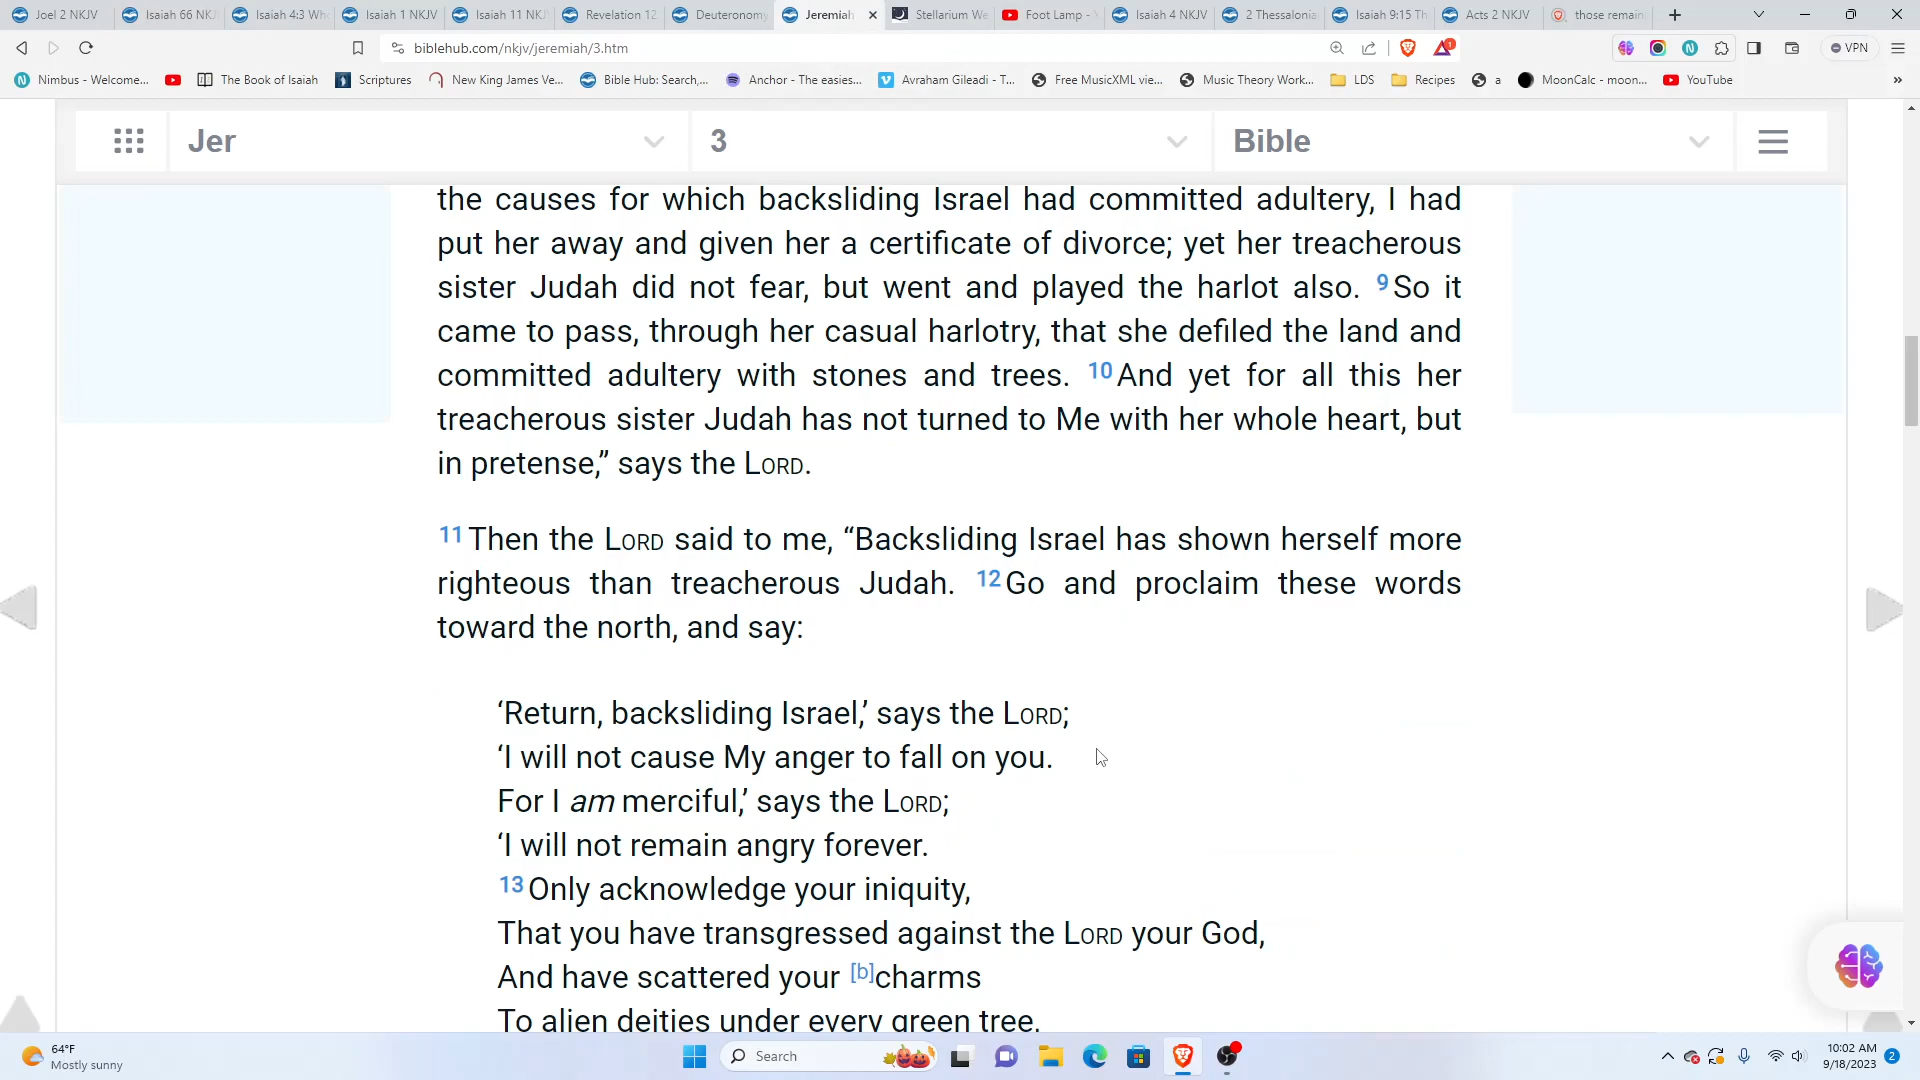 Joel 2 NKJV
Isaiah 66 NKJ
Isaiah 4:3 Wh
Isaiah 1 NKJV
Isaiah 11 NKJ
Revelation 12
Deuteronomy
Jeremiah
Stellarium We
Foot Lamp -
Isaiah 4 NKJV
2 Thessalonia
Isaiah 9:15 Th
Acts 2 NKJV
those remain
biblehub.com/nkjv/jeremiah/3.htm
VPN
Nimbus - Welcome...
The Book of Isaiah
Scriptures
New King James Ve...
Bible Hub: Search,...
Anchor - The easies...
Avraham Gileadi - T...
Free MusicXML vie...
Music Theory Work...
LDS
Recipes
a
MoonCalc - moon...
YouTube
Jer
3
Bible
the causes for which backsliding Israel had committed adultery, I had
put her away and given her a certificate of divorce; yet her treacherous
sister Judah did not fear, but went and played the harlot also. 9 So it
came to pass, through her casual harlotry, that she defiled the land and
committed adultery with stones and trees. 10 And yet for all this her
treacherous sister Judah has not turned to Me with her whole heart, but
in pretense,” says the LORD.
11 Then the LORD said to me, “Backsliding Israel has shown herself more
righteous than treacherous Judah. 12 Go and proclaim these words
toward the north, and say:
‘Return, backsliding Israel,’ says the LORD;
‘I will not cause My anger to fall on you.
For I am merciful,’ says the LORD;
‘I will not remain angry forever.
13 Only acknowledge your iniquity,
That you have transgressed against the LORD your God,
And have scattered your [b]charms
To alien deities under every green tree,
64°F
Mostly sunny
Search
10:02 AM
9/18/2023
2